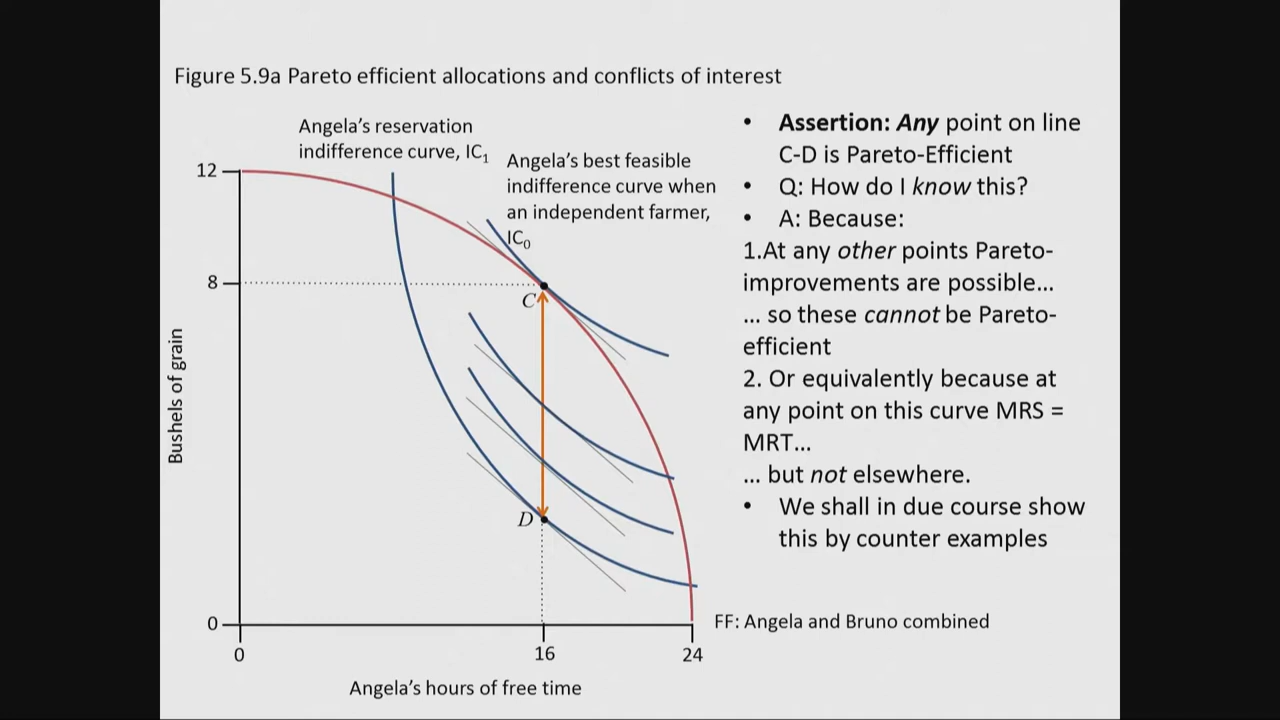 Figure 5.9a Pareto efficient allocations and conflicts of interest
Angela's reservation
indifference curve, IC₁
Angela's best feasible
indifference curve when
an independent farmer,
IC₀
12
8
0
C
D
0
16
24
Bushels of grain
Angela's hours of free time
FF: Angela and Bruno combined
• Assertion: Any point on line
C-D is Pareto-Efficient
• Q: How do I know this?
• A: Because:
1.At any other points Pareto-
improvements are possible…
… so these cannot be Pareto-
efficient
2. Or equivalently because at
any point on this curve MRS =
MRT…
… but not elsewhere.
• We shall in due course show
this by counter examples